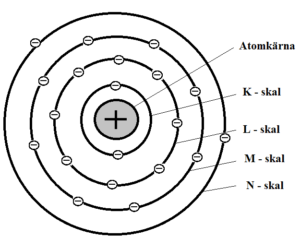 Atomkärna
K - skal
L - skal
M - skal
N - skal